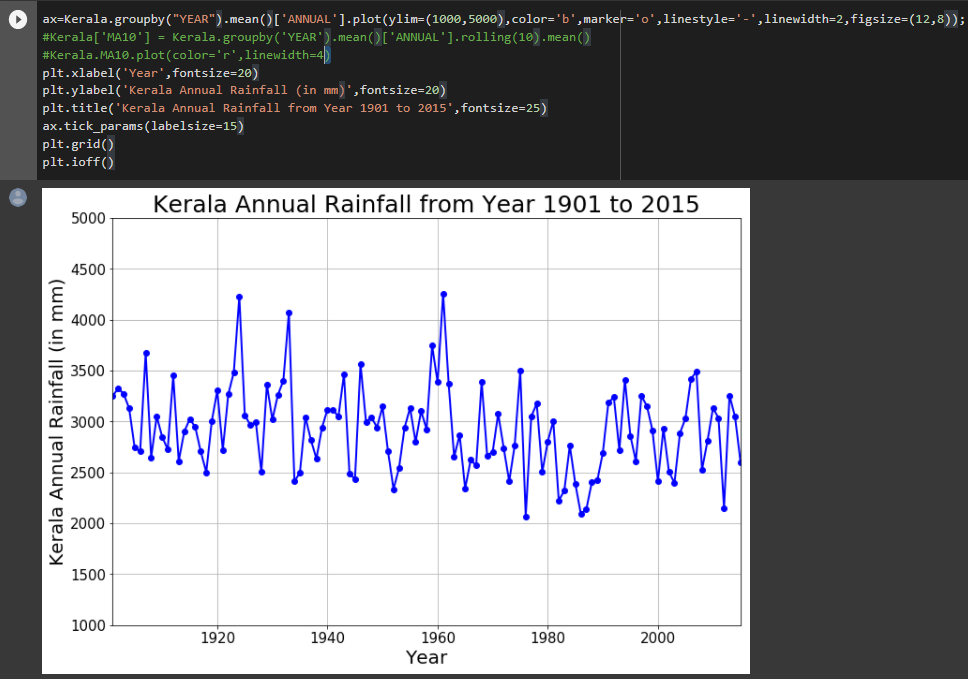 ax=Kerala.groupby("YEAR").mean()['ANNUAL'].plot(ylim=(1000,5000),color='b',marker='o',linestyle='-',linewidth=2,figsize=(12,8));
#Kerala['MA10'] = Kerala.groupby('YEAR').mean()['ANNUAL'].rolling(10).mean()
#Kerala.MA10.plot(color='r',linewidth=4)
plt.xlabel('Year',fontsize=20)
plt.ylabel('Kerala Annual Rainfall (in mm)',fontsize=20)
plt.title('Kerala Annual Rainfall from Year 1901 to 2015',fontsize=25)
ax.tick_params(labelsize=15)
plt.grid()
plt.ioff()
Kerala Annual Rainfall from Year 1901 to 2015
5000
4500
4000
3500
3000
2500
2000
1500
1000
Kerala Annual Rainfall (in mm)
1920 1940 1960 1980 2000
Year